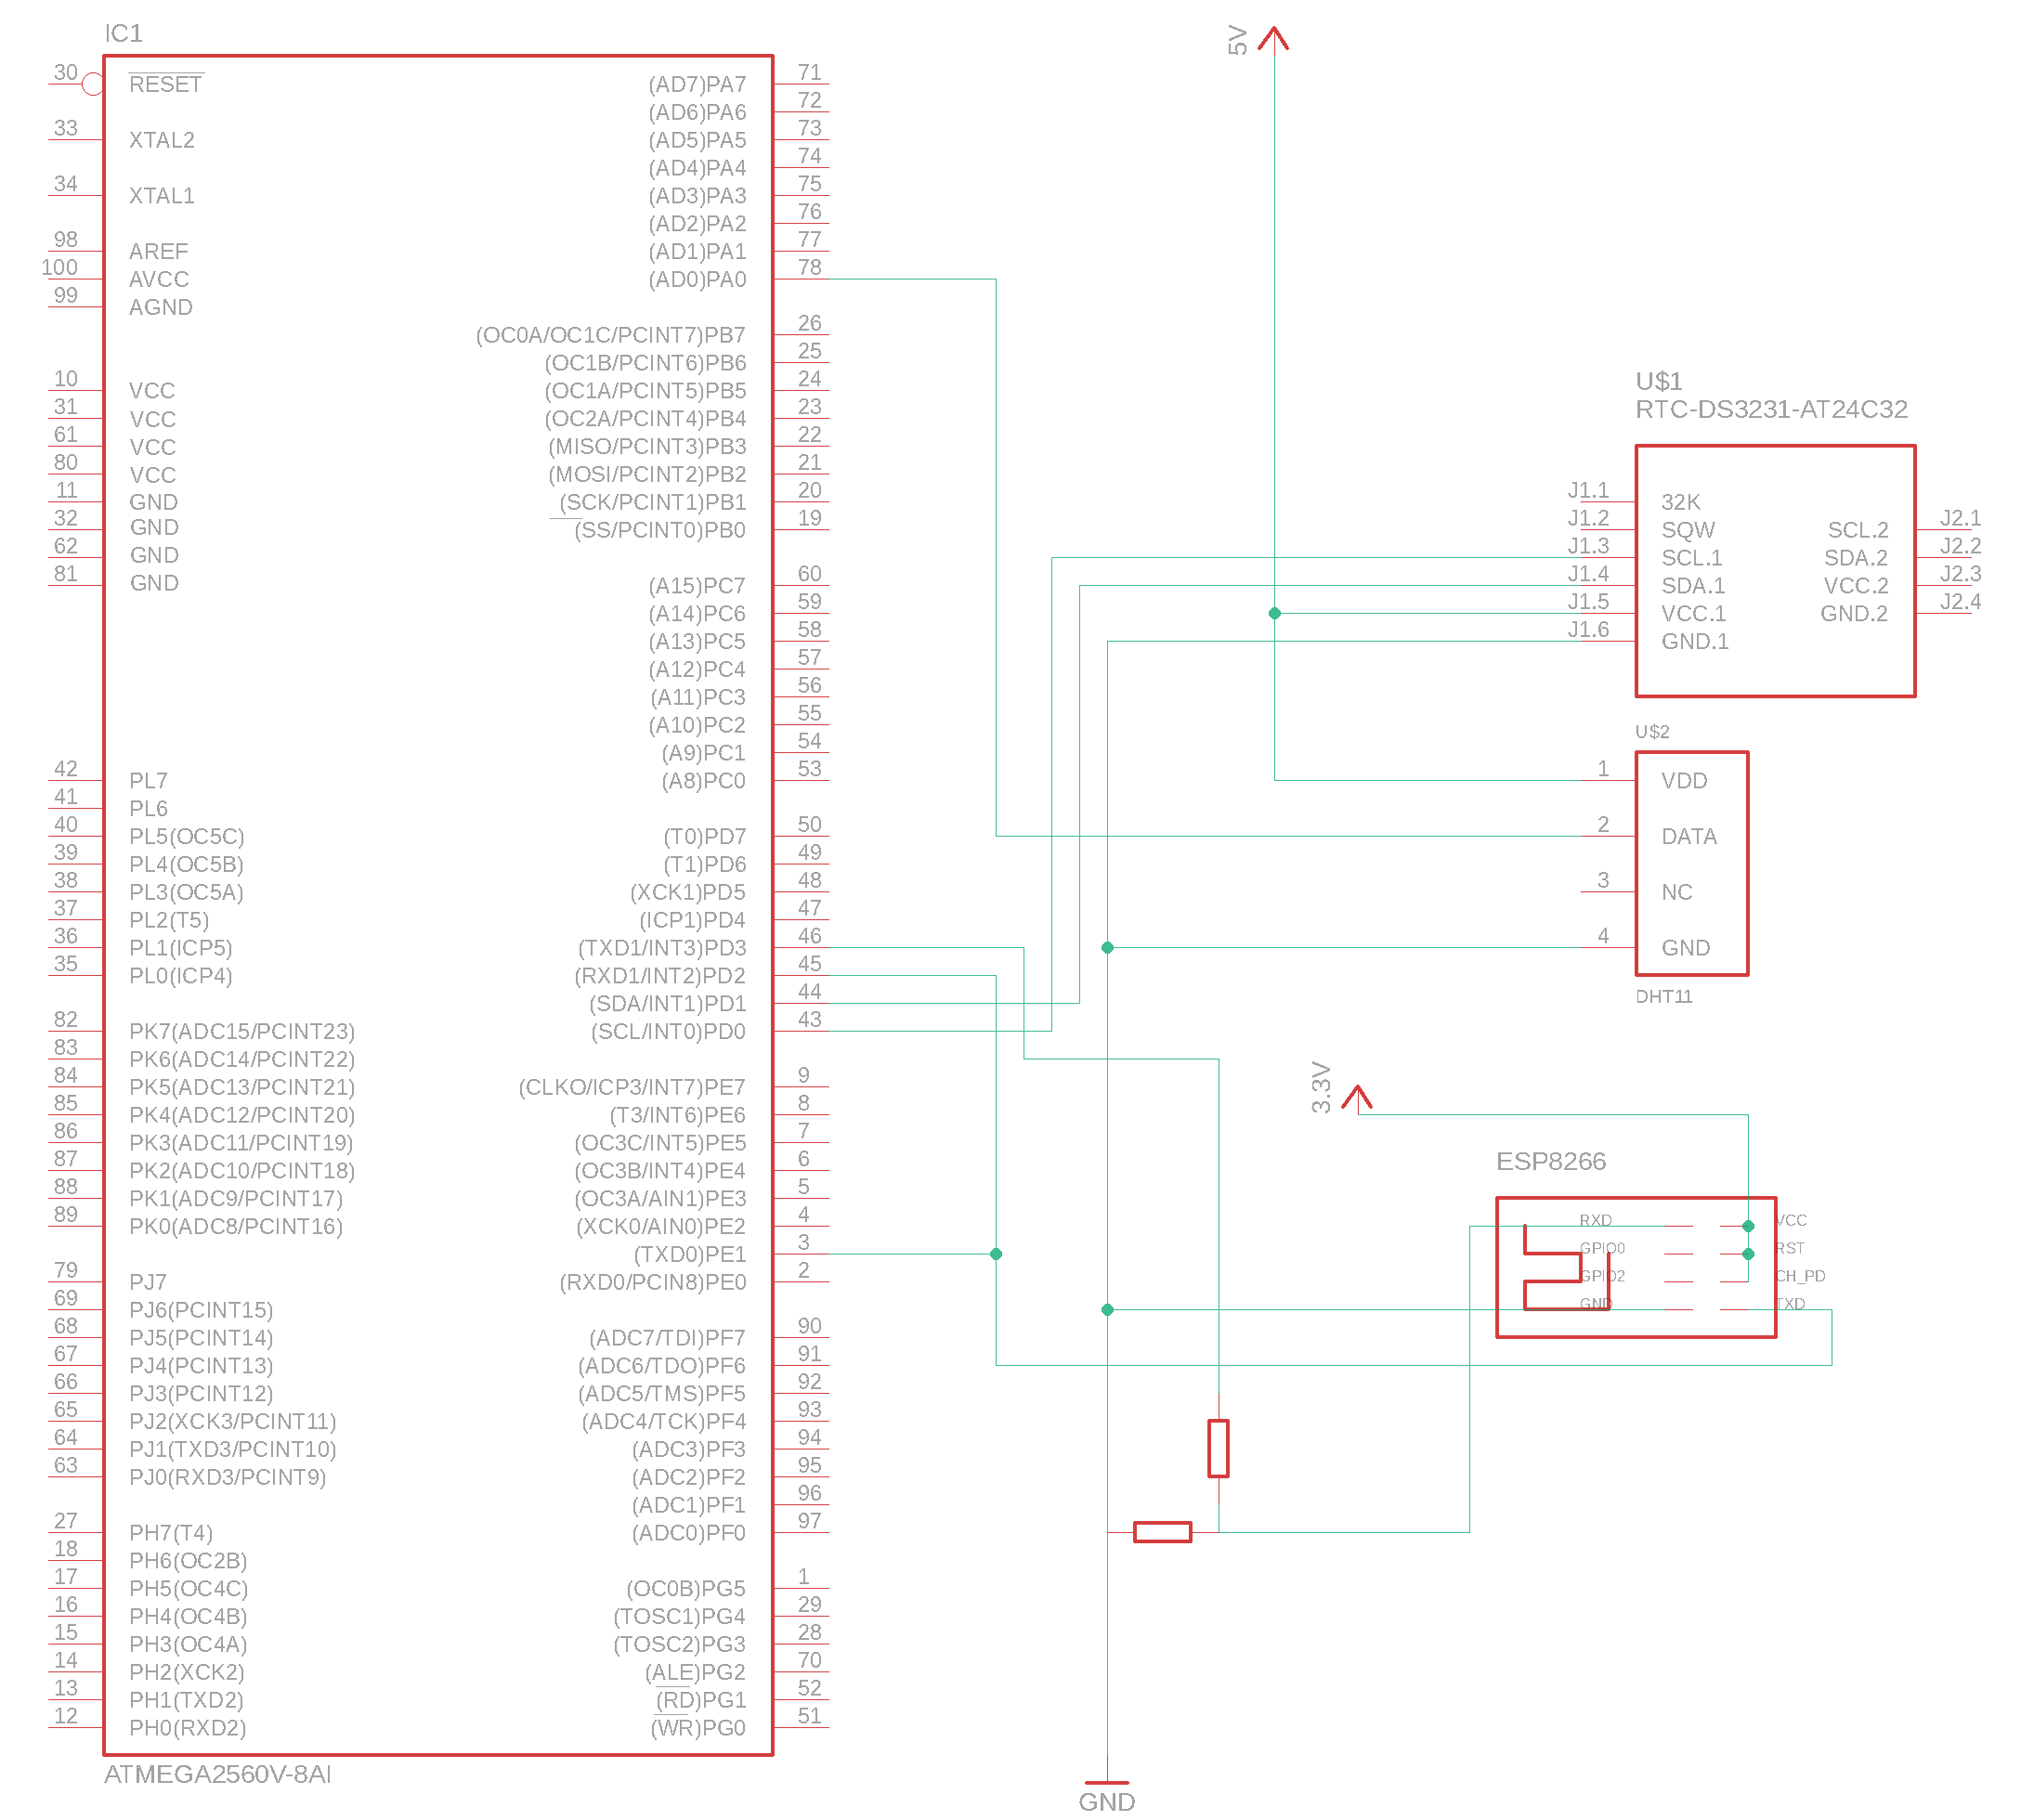 IC1
30 RESET
33 XTAL2
34 XTAL1
98 AREF
100 AVCC
99 AGND
10 VCC
31 VCC
61 VCC
80 VCC
11 GND
32 GND
62 GND
81 GND
42 PL7
41 PL6
40 PL5(OC5C)
39 PL4(OC5B)
38 PL3(OC5A)
37 PL2(T5)
36 PL1(ICP5)
35 PL0(ICP4)
82 PK7(ADC15/PCINT23)
83 PK6(ADC14/PCINT22)
84 PK5(ADC13/PCINT21)
85 PK4(ADC12/PCINT20)
86 PK3(ADC11/PCINT19)
87 PK2(ADC10/PCINT18)
88 PK1(ADC9/PCINT17)
89 PK0(ADC8/PCINT16)
79 PJ7
69 PJ6(PCINT15)
68 PJ5(PCINT14)
67 PJ4(PCINT13)
66 PJ3(PCINT12)
65 PJ2(XCK3/PCINT11)
64 PJ1(TXD3/PCINT10)
63 PJ0(RXD3/PCINT9)
27 PH7(T4)
18 PH6(OC2B)
17 PH5(OC4C)
16 PH4(OC4B)
15 PH3(OC4A)
14 PH2(XCK2)
13 PH1(TXD2)
12 PH0(RXD2)
(AD7)PA7 71
(AD6)PA6 72
(AD5)PA5 73
(AD4)PA4 74
(AD3)PA3 75
(AD2)PA2 76
(AD1)PA1 77
(AD0)PA0 78
(OC0A/OC1C/PCINT7)PB7 26
(OC1B/PCINT6)PB6 25
(OC1A/PCINT5)PB5 24
(OC2A/PCINT4)PB4 23
(MISO/PCINT3)PB3 22
(MOSI/PCINT2)PB2 21
(SCK/PCINT1)PB1 20
(SS/PCINT0)PB0 19
(A15)PC7 60
(A14)PC6 59
(A13)PC5 58
(A12)PC4 57
(A11)PC3 56
(A10)PC2 55
(A9)PC1 54
(A8)PC0 53
(T0)PD7 50
(T1)PD6 49
(XCK1)PD5 48
(ICP1)PD4 47
(TXD1/INT3)PD3 46
(RXD1/INT2)PD2 45
(SDA/INT1)PD1 44
(SCL/INT0)PD0 43
(CLKO/ICP3/INT7)PE7 9
(T3/INT6)PE6 8
(OC3C/INT5)PE5 7
(OC3B/INT4)PE4 6
(OC3A/AIN1)PE3 5
(XCK0/AIN0)PE2 4
(TXD0)PE1 3
(RXD0/PCIN8)PE0 2
(ADC7/TDI)PF7 90
(ADC6/TDO)PF6 91
(ADC5/TMS)PF5 92
(ADC4/TCK)PF4 93
(ADC3)PF3 94
(ADC2)PF2 95
(ADC1)PF1 96
(ADC0)PF0 97
(OC0B)PG5 1
(TOSC1)PG4 29
(TOSC2)PG3 28
(ALE)PG2 70
(RD)PG1 52
(WR)PG0 51
ATMEGA2560V-8AI
5V
U$1
RTC-DS3231-AT24C32
J1.1 32K
J1.2 SQW
J1.3 SCL.1
J1.4 SDA.1
J1.5 VCC.1
J1.6 GND.1
SCL.2 J2.1
SDA.2 J2.2
VCC.2 J2.3
GND.2 J2.4
U$2
1 VDD
2 DATA
3 NC
4 GND
DHT11
3.3V
ESP8266
RXD VCC
GPIO0 RST
GPIO2 CH_PD
GND TXD
GND